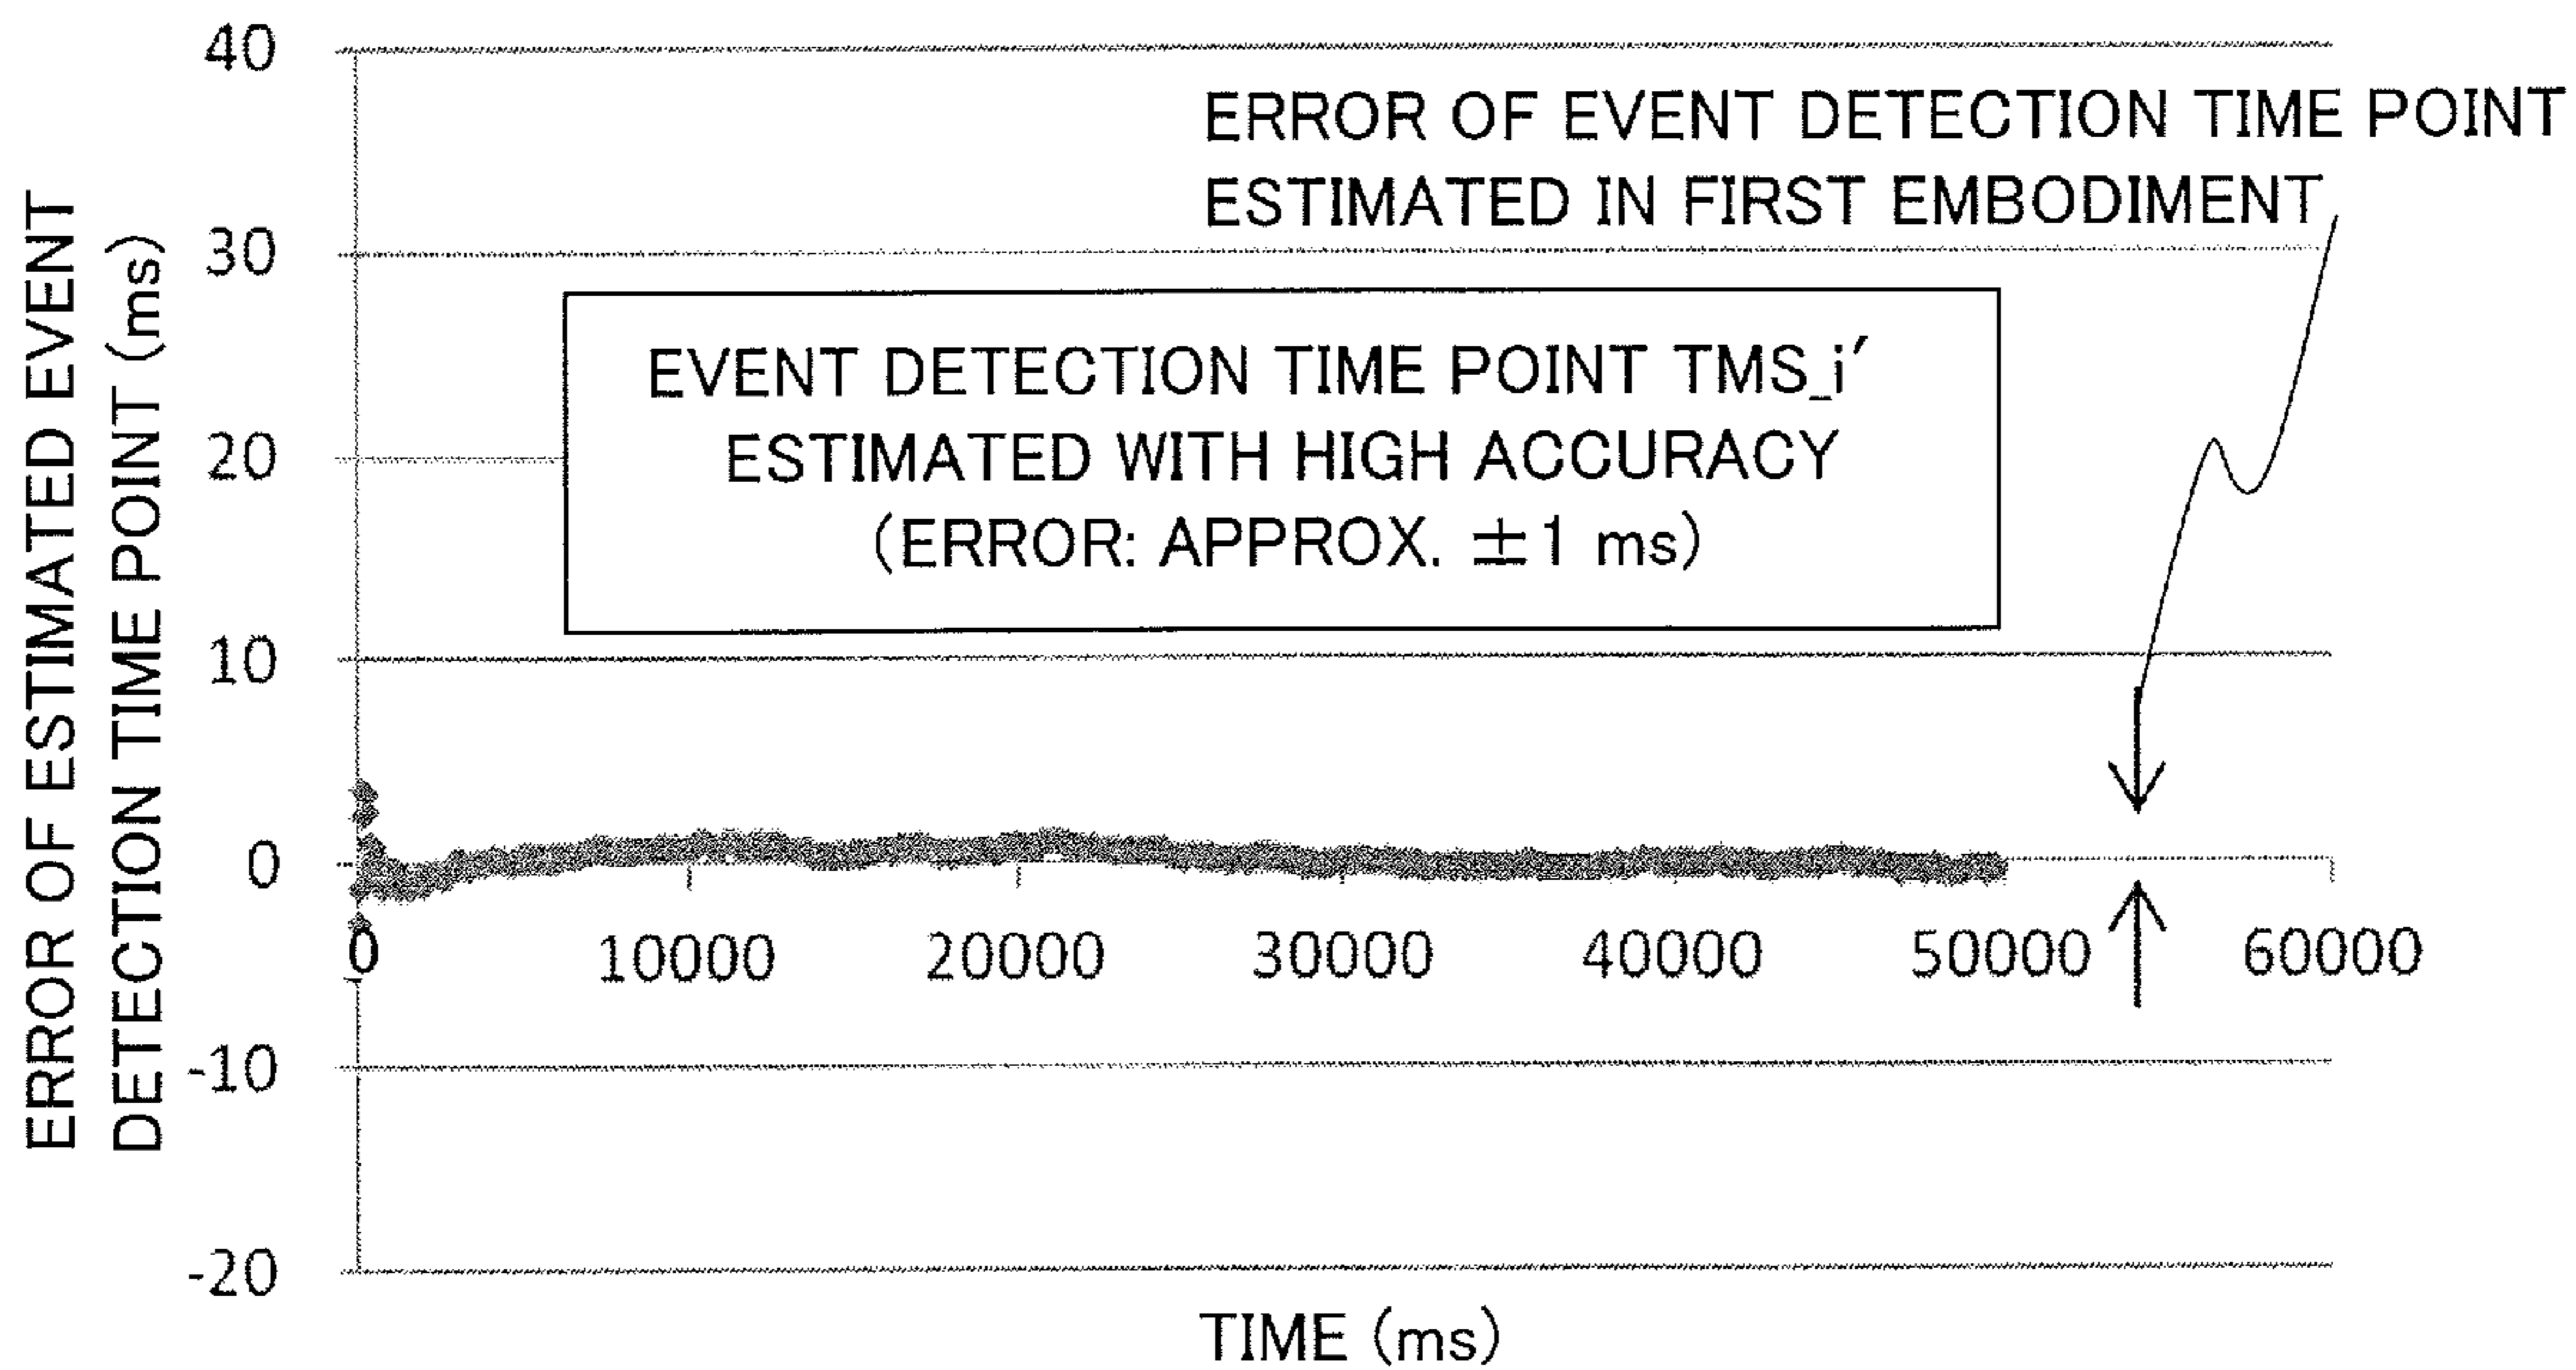 ERROR OF ESTIMATED EVENT
DETECTION TIME POINT (ms)
40
30
20
10
0
-10
-20
ERROR OF EVENT DETECTION TIME POINT
ESTIMATED IN FIRST EMBODIMENT
EVENT DETECTION TIME POINT TMS_i′
ESTIMATED WITH HIGH ACCURACY
(ERROR: APPROX. ±1 ms)
0 10000 20000 30000 40000 50000 60000
TIME (ms)